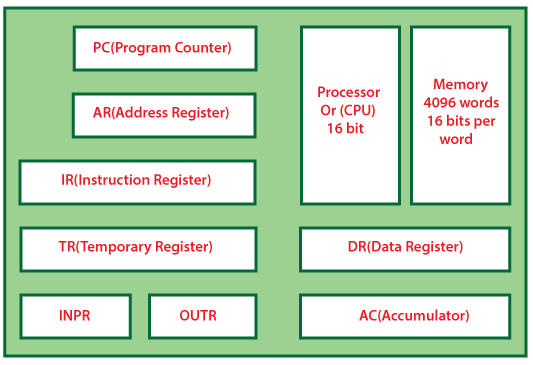 PC(Program Counter)
AR(Address Register)
IR(Instruction Register)
TR(Temporary Register)
INPR
OUTR
Processor
Or (CPU)
16 bit
Memory
4096 words
16 bits per
word
DR(Data Register)
AC(Accumulator)